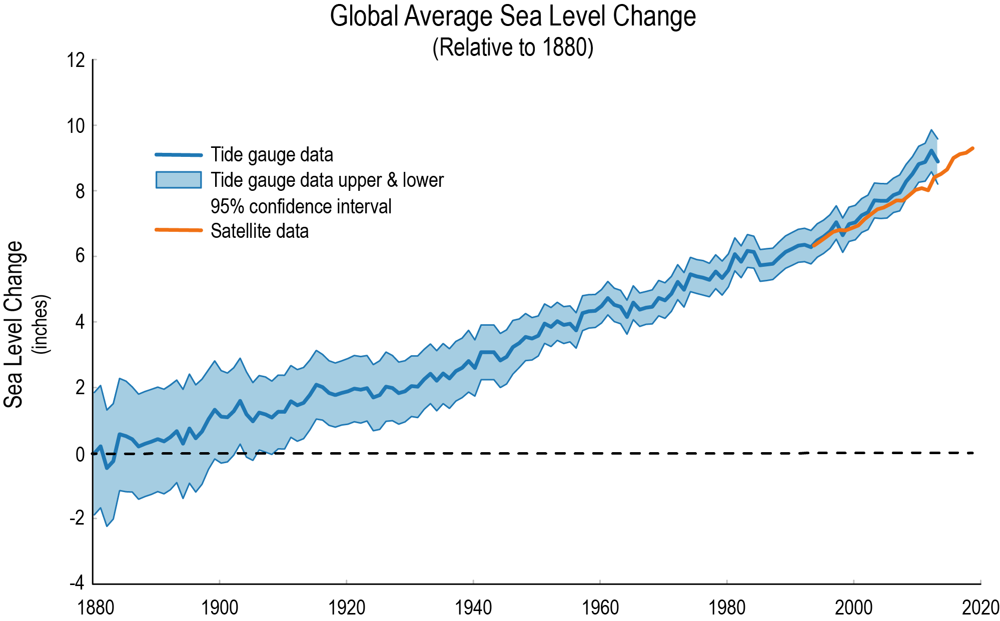 Global Average Sea Level Change
(Relative to 1880)
12
10
8
6
4
2
0
-2
-4
Sea Level Change
(inches)
Tide gauge data
Tide gauge data upper & lower
95% confidence interval
Satellite data
1880
1900
1920
1940
1960
1980
2000
2020